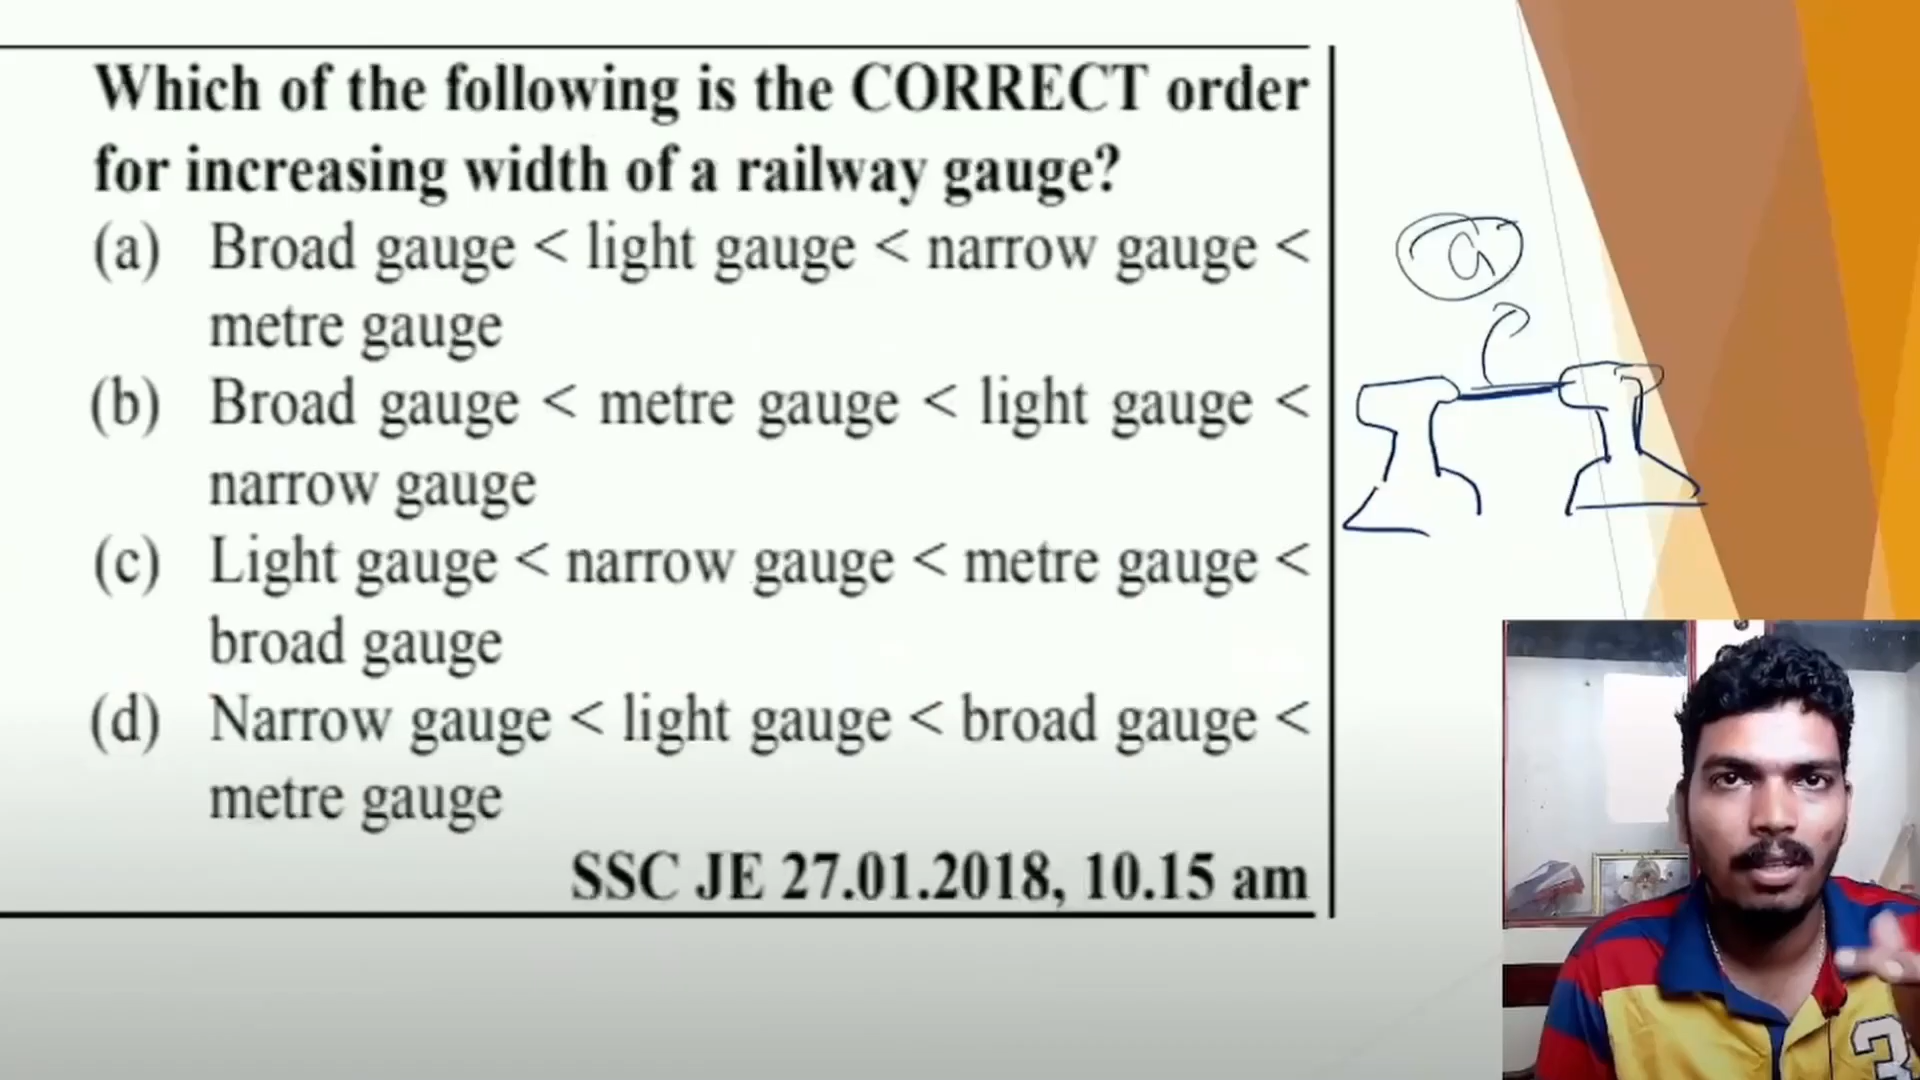 Which of the following is the CORRECT order
for increasing width of a railway gauge?
(a) Broad gauge < light gauge < narrow gauge <
metre gauge
(b) Broad gauge < metre gauge < light gauge <
narrow gauge
(c) Light gauge < narrow gauge < metre gauge <
broad gauge
(d) Narrow gauge < light gauge < broad gauge <
metre gauge
SSC JE 27.01.2018, 10.15 am
G
3